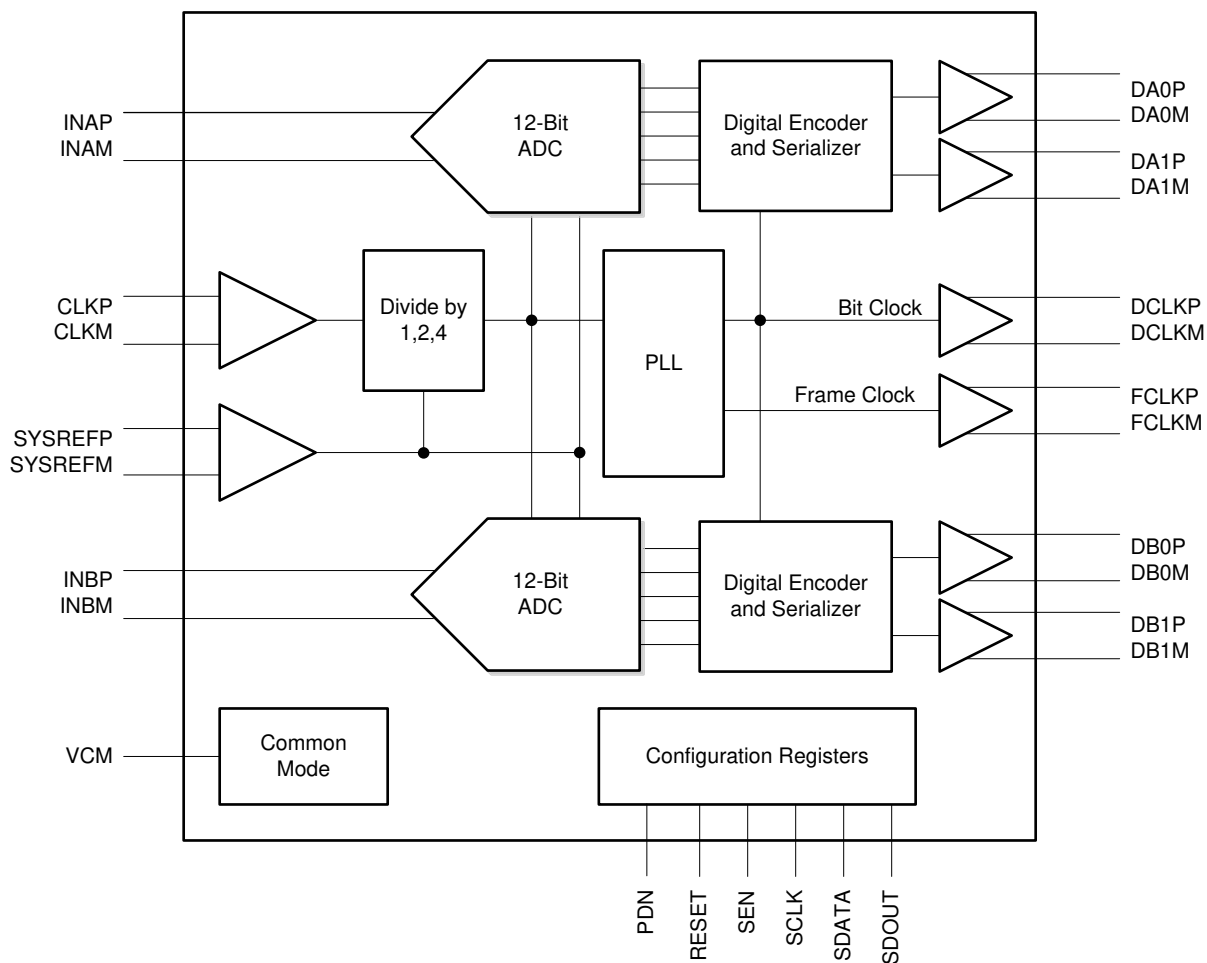 INAP
INAM
12-Bit
ADC
Digital Encoder
and Serializer
DA0P
DA0M
DA1P
DA1M
CLKP
CLKM
Divide by
1,2,4
PLL
Bit Clock
DCLKP
DCLKM
Frame Clock
FCLKP
FCLKM
SYSREFP
SYSREFM
INBP
INBM
12-Bit
ADC
Digital Encoder
and Serializer
DB0P
DB0M
DB1P
DB1M
VCM
Common
Mode
Configuration Registers
PDN
RESET
SEN
SCLK
SDATA
SDOUT